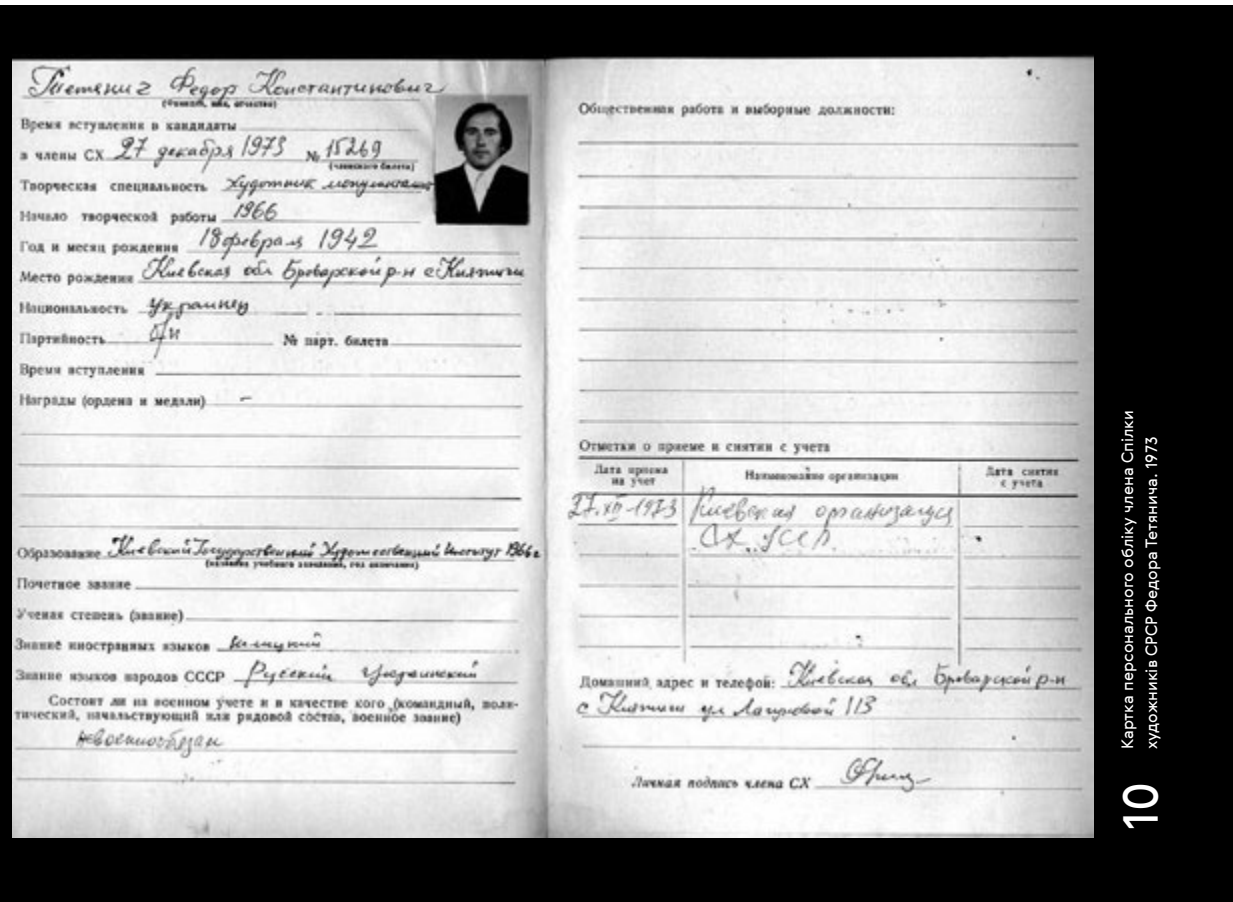 Тетянич Федор Константинович
(Фамилия, имя, отчество)
Время вступления в кандидаты
в члены СХ 27 декабря 1973 № 15269
(членского билета)
Творческая специальность художник монументалист
Начало творческой работы 1966
Год и месяц рождения 18 февраля 1942
Место рождения Киевская обл Броварской р-н с Княжичи
Национальность украинец
Партийность б/п № парт. билета
Время вступления
Награды (ордена и медали) –
Образование Киевский Государственный Художественный Институт 1966 г
(название учебного заведения, год окончания)
Почетное звание
Ученая степень (звание)
Знание иностранных языков немецкий
Знание языков народов СССР Русский Украинский
Состоит ли на военном учете и в качестве кого (командный, поли-
тический, начальствующий или рядовой состав, военное звание)
невоеннообязан
Общественная работа и выборные должности:
Отметки о приеме и снятии с учета
Дата приема на учет
Наименование организации
Дата снятия с учета
27.XII-1973 Киевская организация
СХ УССР
Домашний адрес и телефон: Киевская обл Броварской р-н
с Княжичи ул 113
Личная подпись члена СХ
Картка персонального обліку члена Спілки
художників СРСР Федора Тетянича. 1973
10